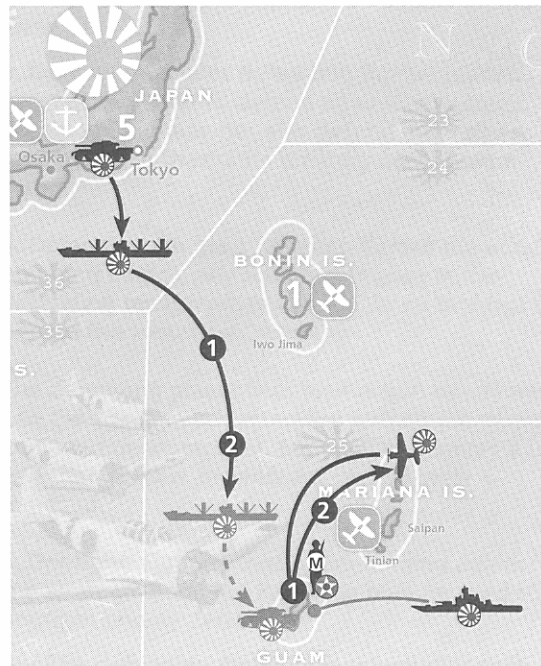 N
JAPAN
5
23
Osaka
Tokyo
24
BONIN IS.
1
36
Iwo Jima
35
1
S.
2
25
MARIANA IS.
2
Saipan
Tinian
M
1
GUAM